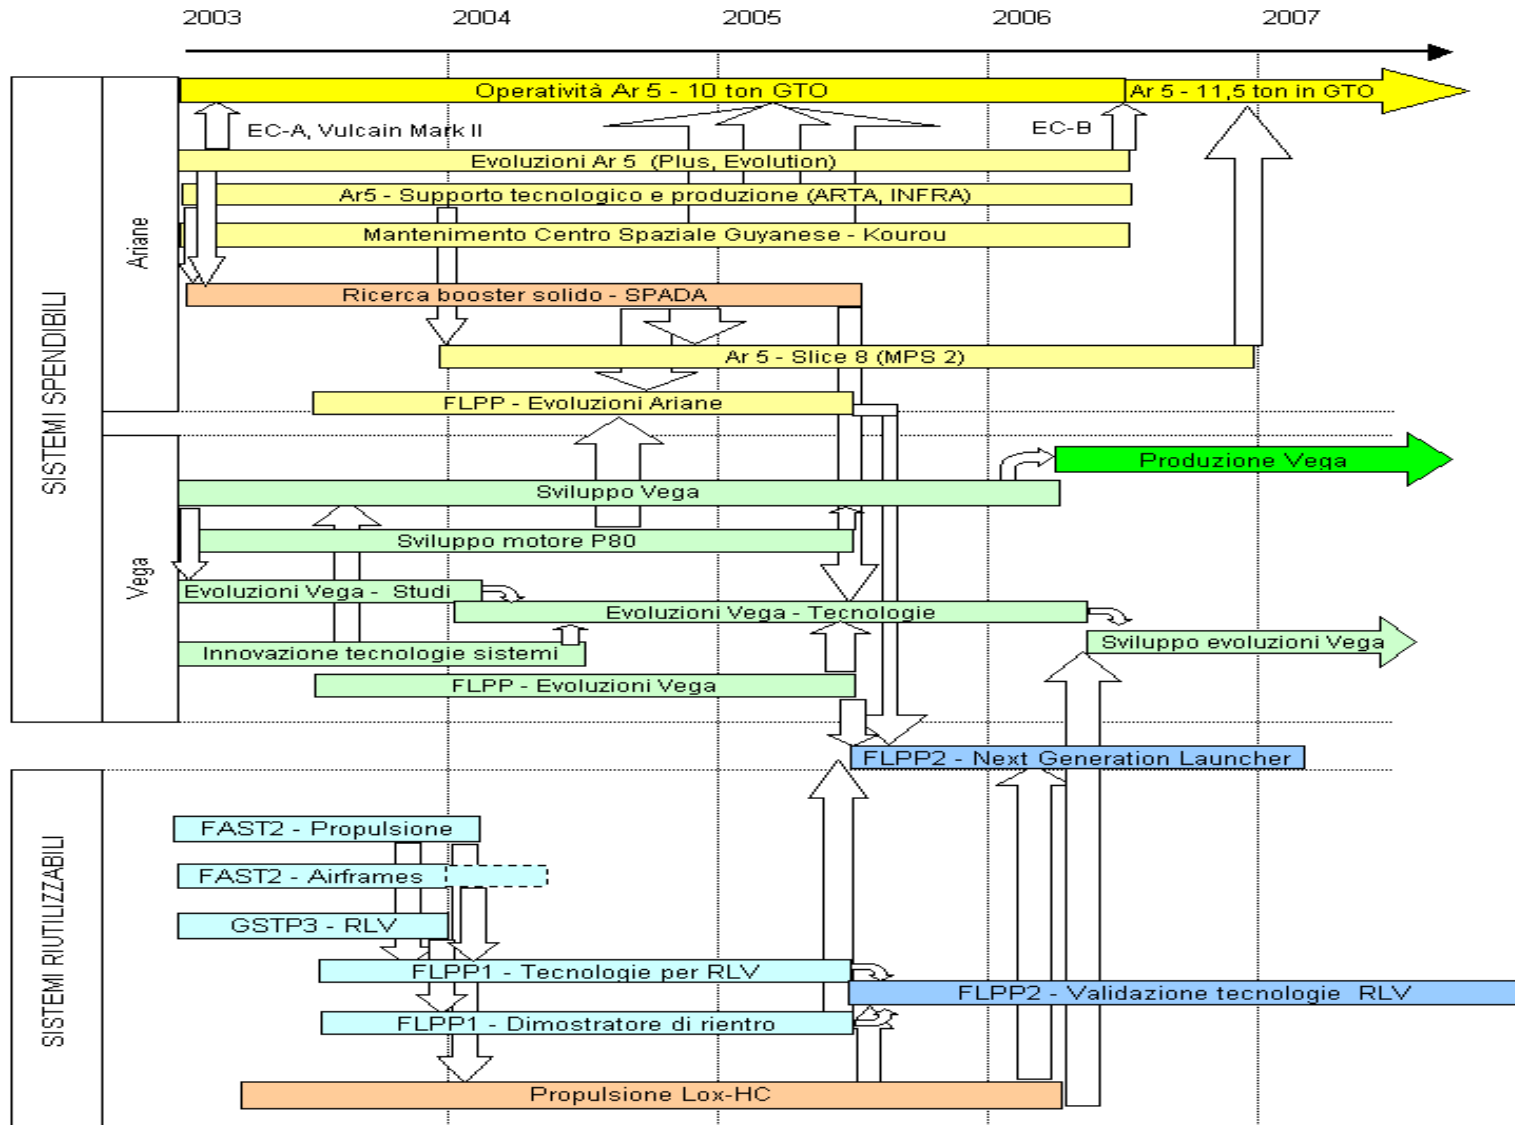 2003 2004 2005 2006 2007
Operatività Ar 5 - 10 ton GTO
Ar 5 - 11,5 ton in GTO
EC-A, Vulcain Mark II
EC-B
Evoluzioni Ar 5 (Plus, Evolution)
Ar5 - Supporto tecnologico e produzione (ARTA, INFRA)
Mantenimento Centro Spaziale Guyanese - Kourou
Ariane
Ricerca booster solido - SPADA
Ar 5 - Slice 8 (MPS 2)
FLPP - Evoluzioni Ariane
SISTEMI SPENDIBILI
Produzione Vega
Sviluppo Vega
Sviluppo motore P80
Vega
Evoluzioni Vega - Studi
Evoluzioni Vega - Tecnologie
Sviluppo evoluzioni Vega
Innovazione tecnologie sistemi
FLPP - Evoluzioni Vega
FLPP2 - Next Generation Launcher
SISTEMI RIUTILIZZABILI
FAST2 - Propulsione
FAST2 - Airframes
GSTP3 - RLV
FLPP1 - Tecnologie per RLV
FLPP2 - Validazione tecnologie RLV
FLPP1 - Dimostratore di rientro
Propulsione Lox-HC